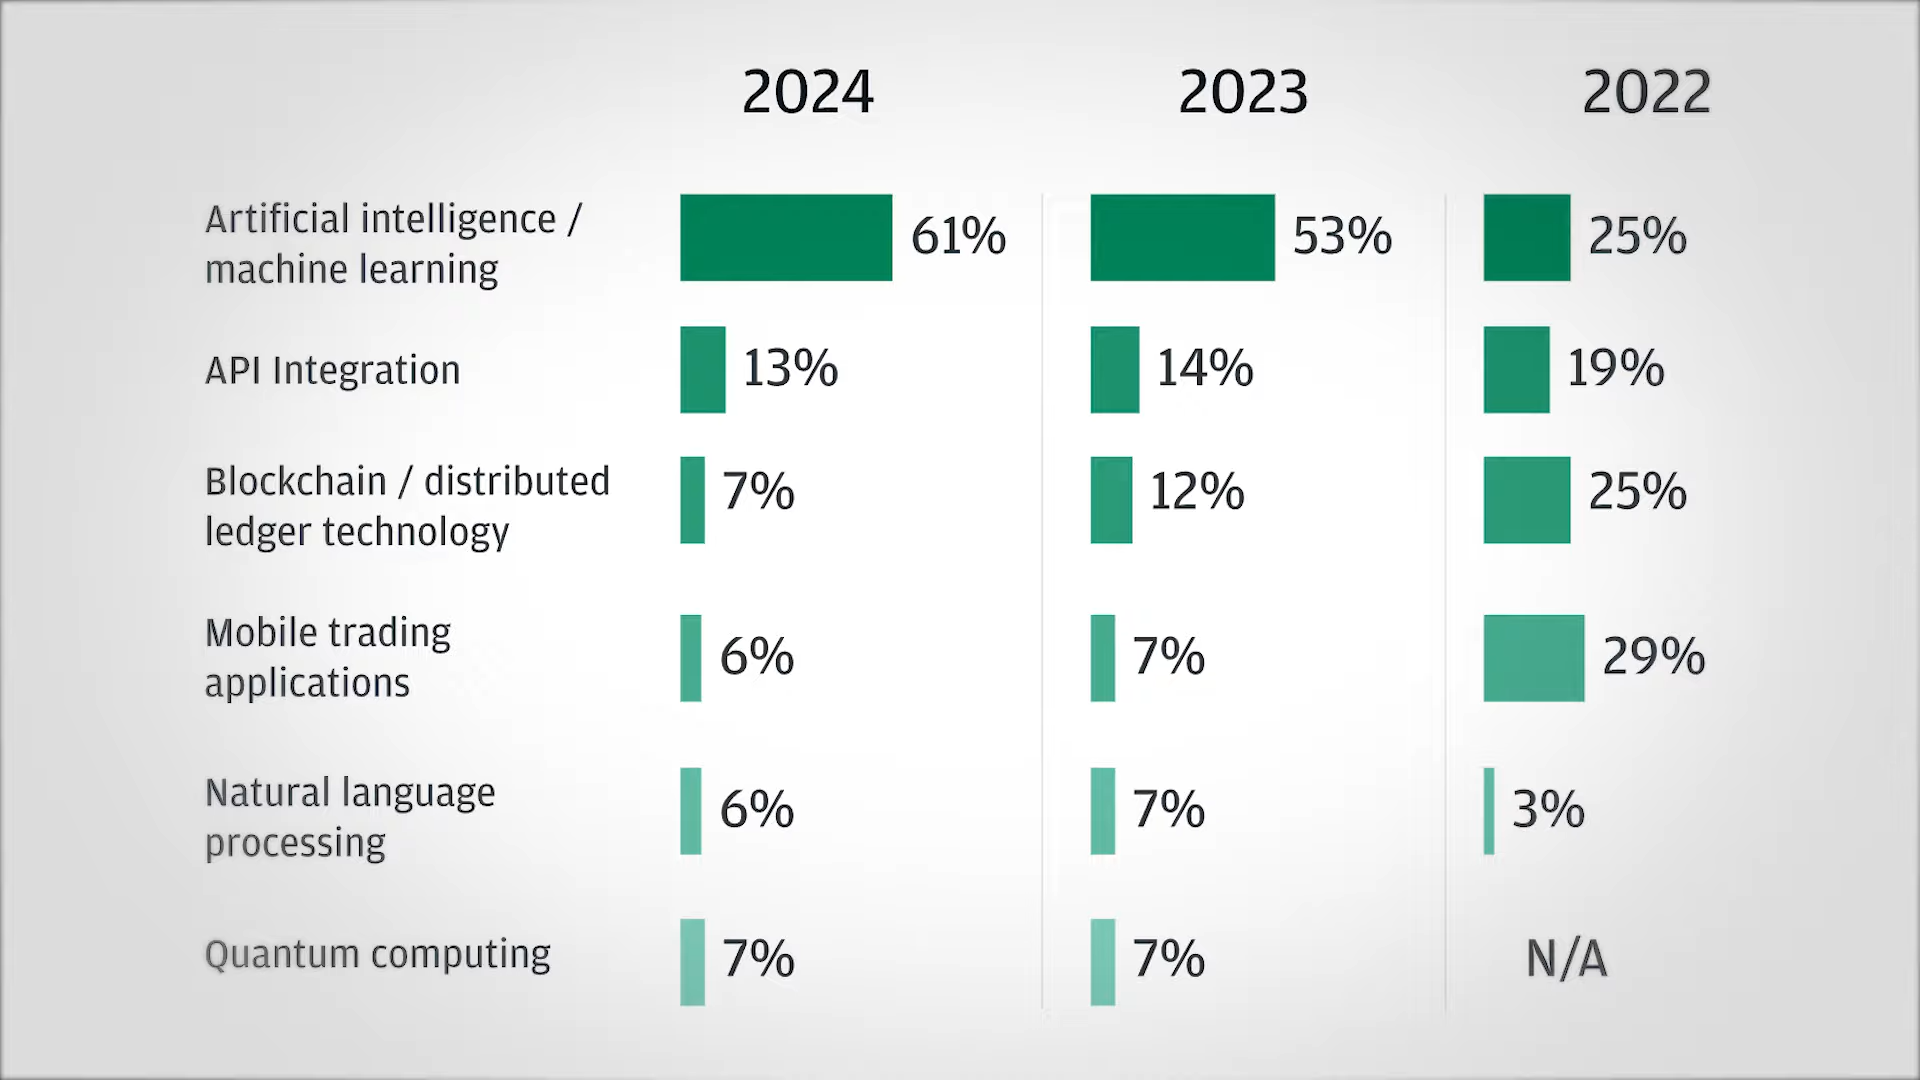 2024 2023 2022
Artificial intelligence /
machine learning
61% 53% 25%
API Integration 13% 14% 19%
Blockchain / distributed
ledger technology
7% 12% 25%
Mobile trading
applications
6% 7% 29%
Natural language
processing
6% 7% 3%
Quantum computing 7% 7% N/A